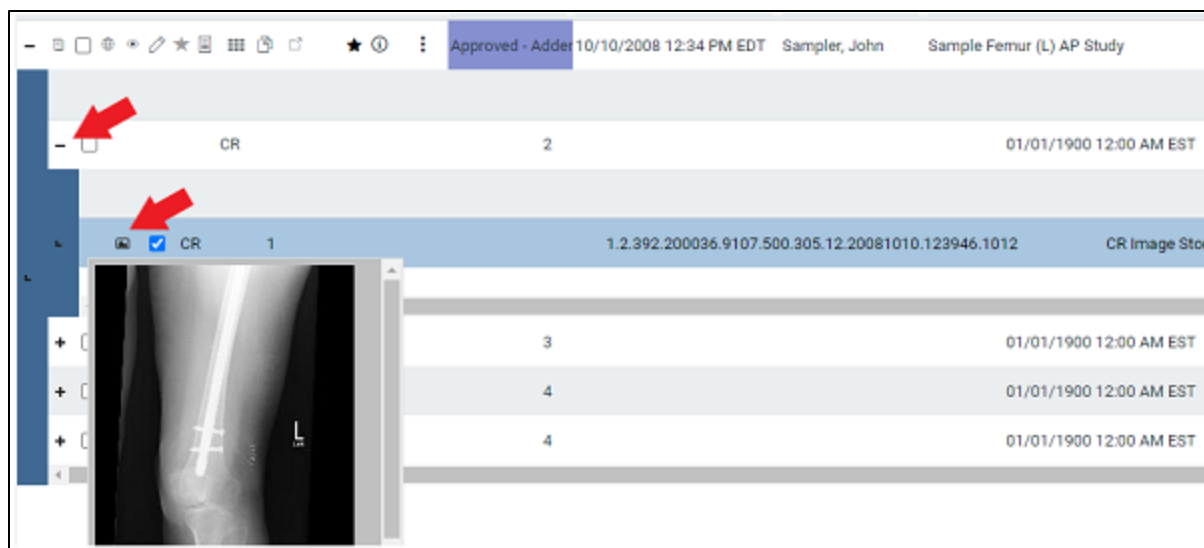 Approved - Adder 10/10/2008 12:34 PM EDT Sampler, John Sample Femur (L) AP Study
CR 2 01/01/1900 12:00 AM EST
CR 1 1.2.392.200036.9107.500.305.12.20081010.123946.1012 CR Image Sto
L
3 01/01/1900 12:00 AM EST
4 01/01/1900 12:00 AM EST
4 01/01/1900 12:00 AM EST